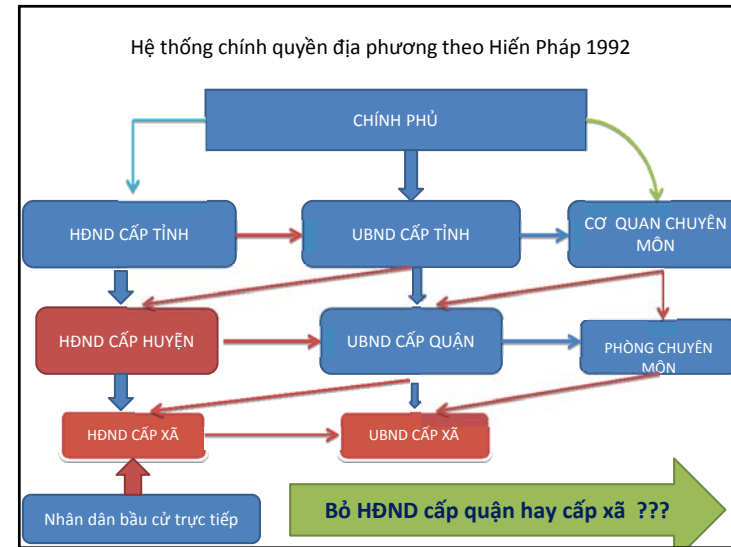 Hệ thống chính quyền địa phương theo Hiến Pháp 1992
CHÍNH PHỦ
HĐND CẤP TỈNH
UBND CẤP TỈNH
CƠ QUAN CHUYÊN
MÔN
HĐND CẤP HUYỆN
UBND CẤP QUẬN
PHÒNG CHUYÊN
MÔN
HĐND CẤP XÃ
UBND CẤP XÃ
Nhân dân bầu cử trực tiếp
Bỏ HĐND cấp quận hay cấp xã ???